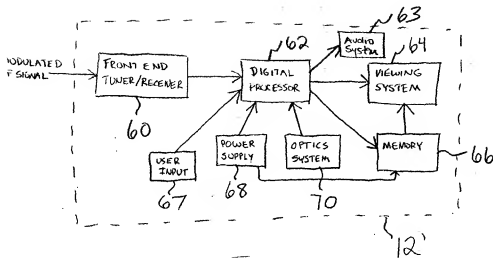 63
62
AUDIO
SYSTEM
64
MODULATED
F SIGNAL
FRONT END
TUNER/RECEIVER
DIGITAL
PROCESSOR
VIEWING
SYSTEM
60
USER
INPUT
POWER
SUPPLY
OPTICS
SYSTEM
MEMORY
66
67
68
70
12'